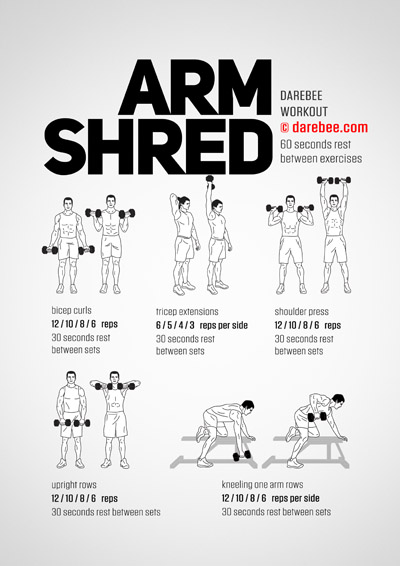 ARM
SHRED
DAREBEE
WORKOUT
© darebee.com
60 seconds rest
between exercises
bicep curls
12 / 10 / 8 / 6 reps
30 seconds rest
between sets
tricep extensions
6 / 5 / 4 / 3 reps per side
30 seconds rest
between sets
shoulder press
12 / 10 / 8 / 6 reps
30 seconds rest
between sets
upright rows
12 / 10 / 8 / 6 reps
30 seconds rest between sets
kneeling one arm rows
12 / 10 / 8 / 6 reps per side
30 seconds rest between sets